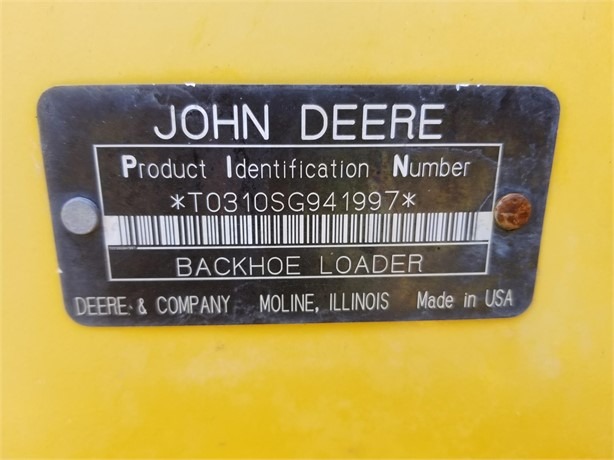 JOHN DEERE
Product Identification Number
*T0310SG941997*
BACKHOE LOADER
DEERE & COMPANY MOLINE, ILLINOIS Made in USA